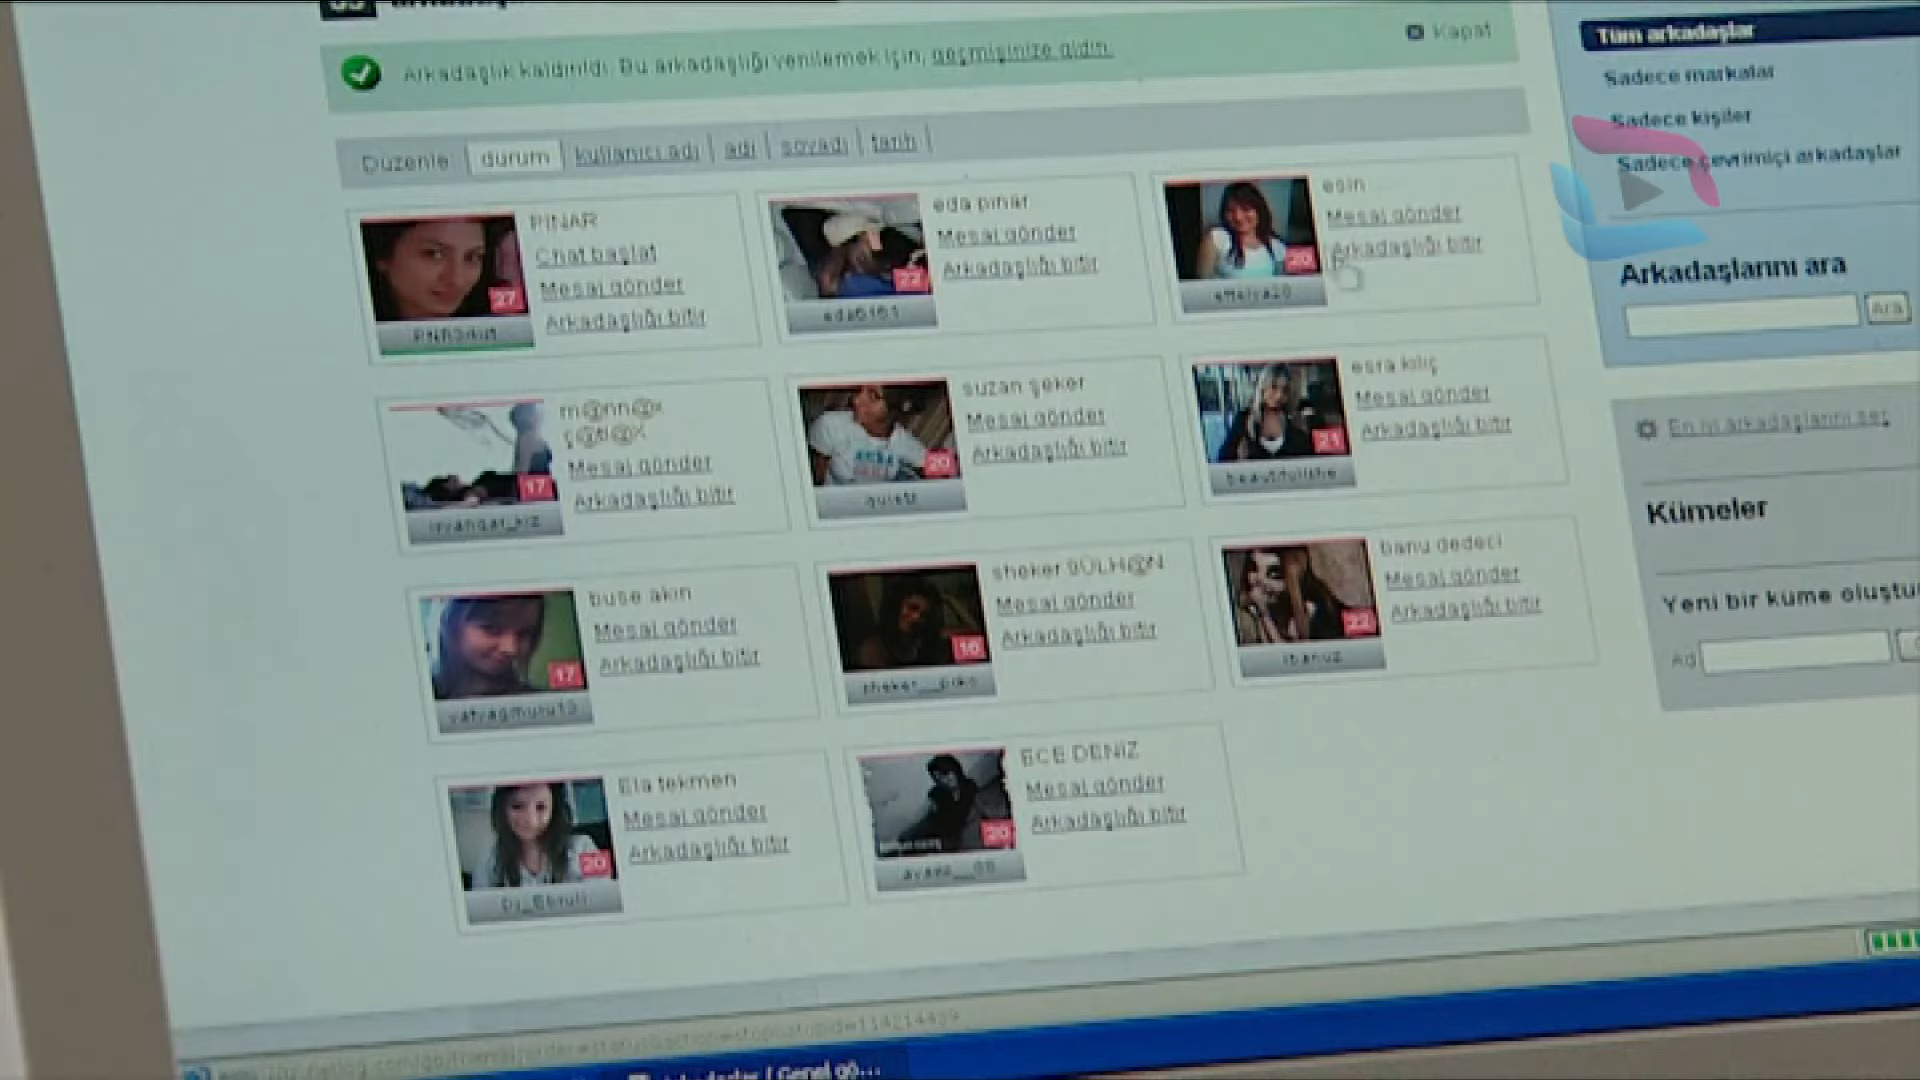 Arkadaşlık kaldırıldı. Bu arkadaşlığı yenilemek için, geçmişinize gidin.
Kapat
Düzenle durum kullanıcı adı adı soyadı tarih
PINAR
Chat başlat
Mesaj gönder
Arkadaşlığı bitir
27
eda pınar
Mesaj gönder
Arkadaşlığı bitir
22
esin
Mesaj gönder
Arkadaşlığı bitir
20
m@nn@x
Mesaj gönder
Arkadaşlığı bitir
17
suzan şeker
Mesaj gönder
Arkadaşlığı bitir
20
esra kılıç
Mesaj gönder
Arkadaşlığı bitir
21
buse akın
Mesaj gönder
Arkadaşlığı bitir
17
sheker GÜLH@N
Mesaj gönder
Arkadaşlığı bitir
banu dedeci
Mesaj gönder
Arkadaşlığı bitir
22
ibanuz
Ela tekmen
Mesaj gönder
Arkadaşlığı bitir
20
Dj_Ebruli
ECE DENİZ
Mesaj gönder
Arkadaşlığı bitir
20
Tüm arkadaşlar
Sadece markalar
Sadece kişiler
Sadece çevrimiçi arkadaşlar
Arkadaşlarını ara
Ara
En iyi arkadaşlarını seç
Kümeler
Yeni bir küme oluştur
Ad